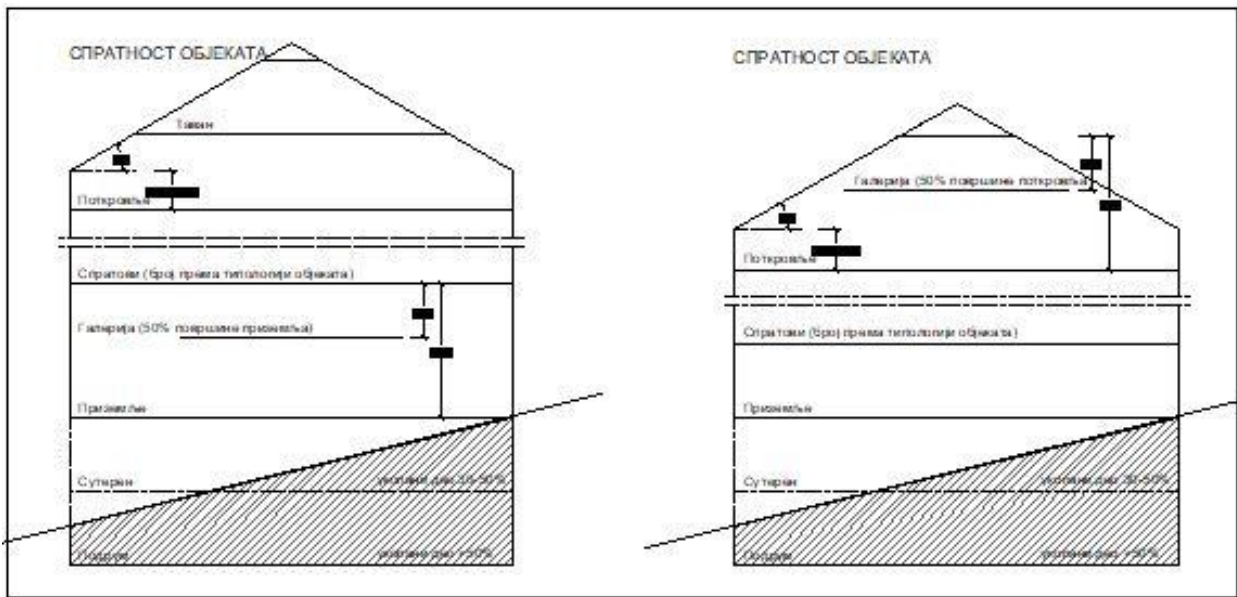 СПРАТНОСТ ОБЈЕКАТА
Таван
Поткровље
Спратови (број према типологији објеката)
Галерија (50% површине приземља)
Приземље
Сутерен
укопани део 30-50%
Подрум
укопани део >50%
СПРАТНОСТ ОБЈЕКАТА
Галерија (50% површине поткровља
Поткровље
Спратови (број према типологији објеката)
Приземље
Сутерен
укопани део 30-50%
Подрум
укопани део >50%